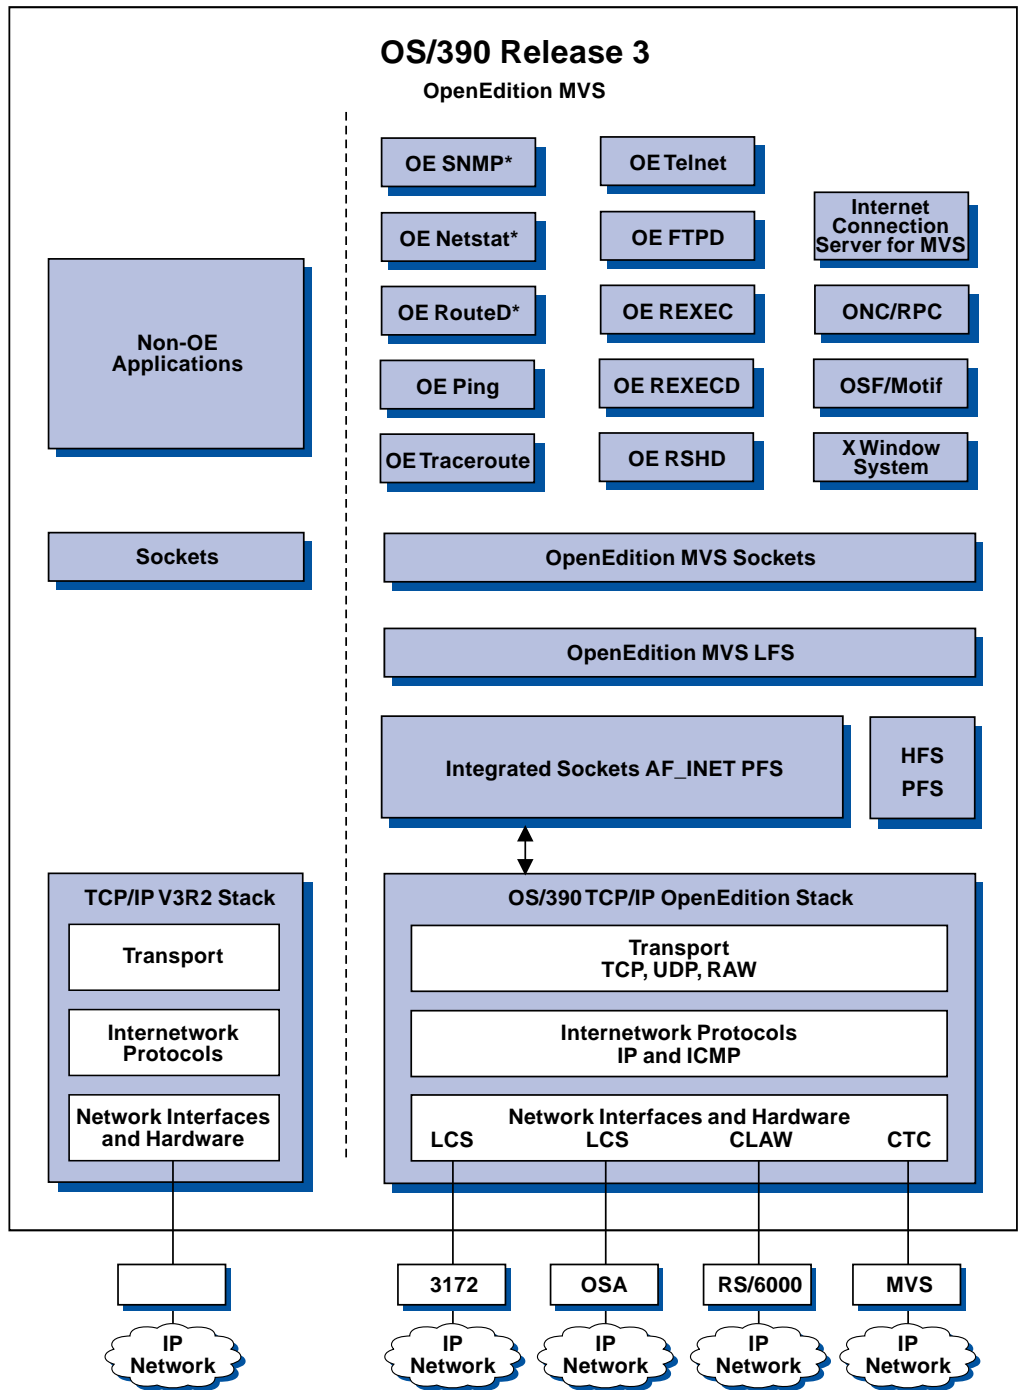 OS/390 Release 3
OpenEdition MVS
Non-OE
Applications
Sockets
TCP/IP V3R2 Stack
Transport
Internetwork
Protocols
Network Interfaces
and Hardware
IP
Network
OE SNMP*
OE Netstat*
OE RouteD*
OE Ping
OE Traceroute
OE Telnet
OE FTPD
OE REXEC
OE REXECD
OE RSHD
Internet
Connection
Server for MVS
ONC/RPC
OSF/Motif
X Window
System
OpenEdition MVS Sockets
OpenEdition MVS LFS
Integrated Sockets AF_INET PFS
HFS
PFS
OS/390 TCP/IP OpenEdition Stack
Transport
TCP, UDP, RAW
Internetwork Protocols
IP and ICMP
Network Interfaces and Hardware
LCS LCS CLAW CTC
3172
OSA
RS/6000
MVS
IP
Network
IP
Network
IP
Network
IP
Network